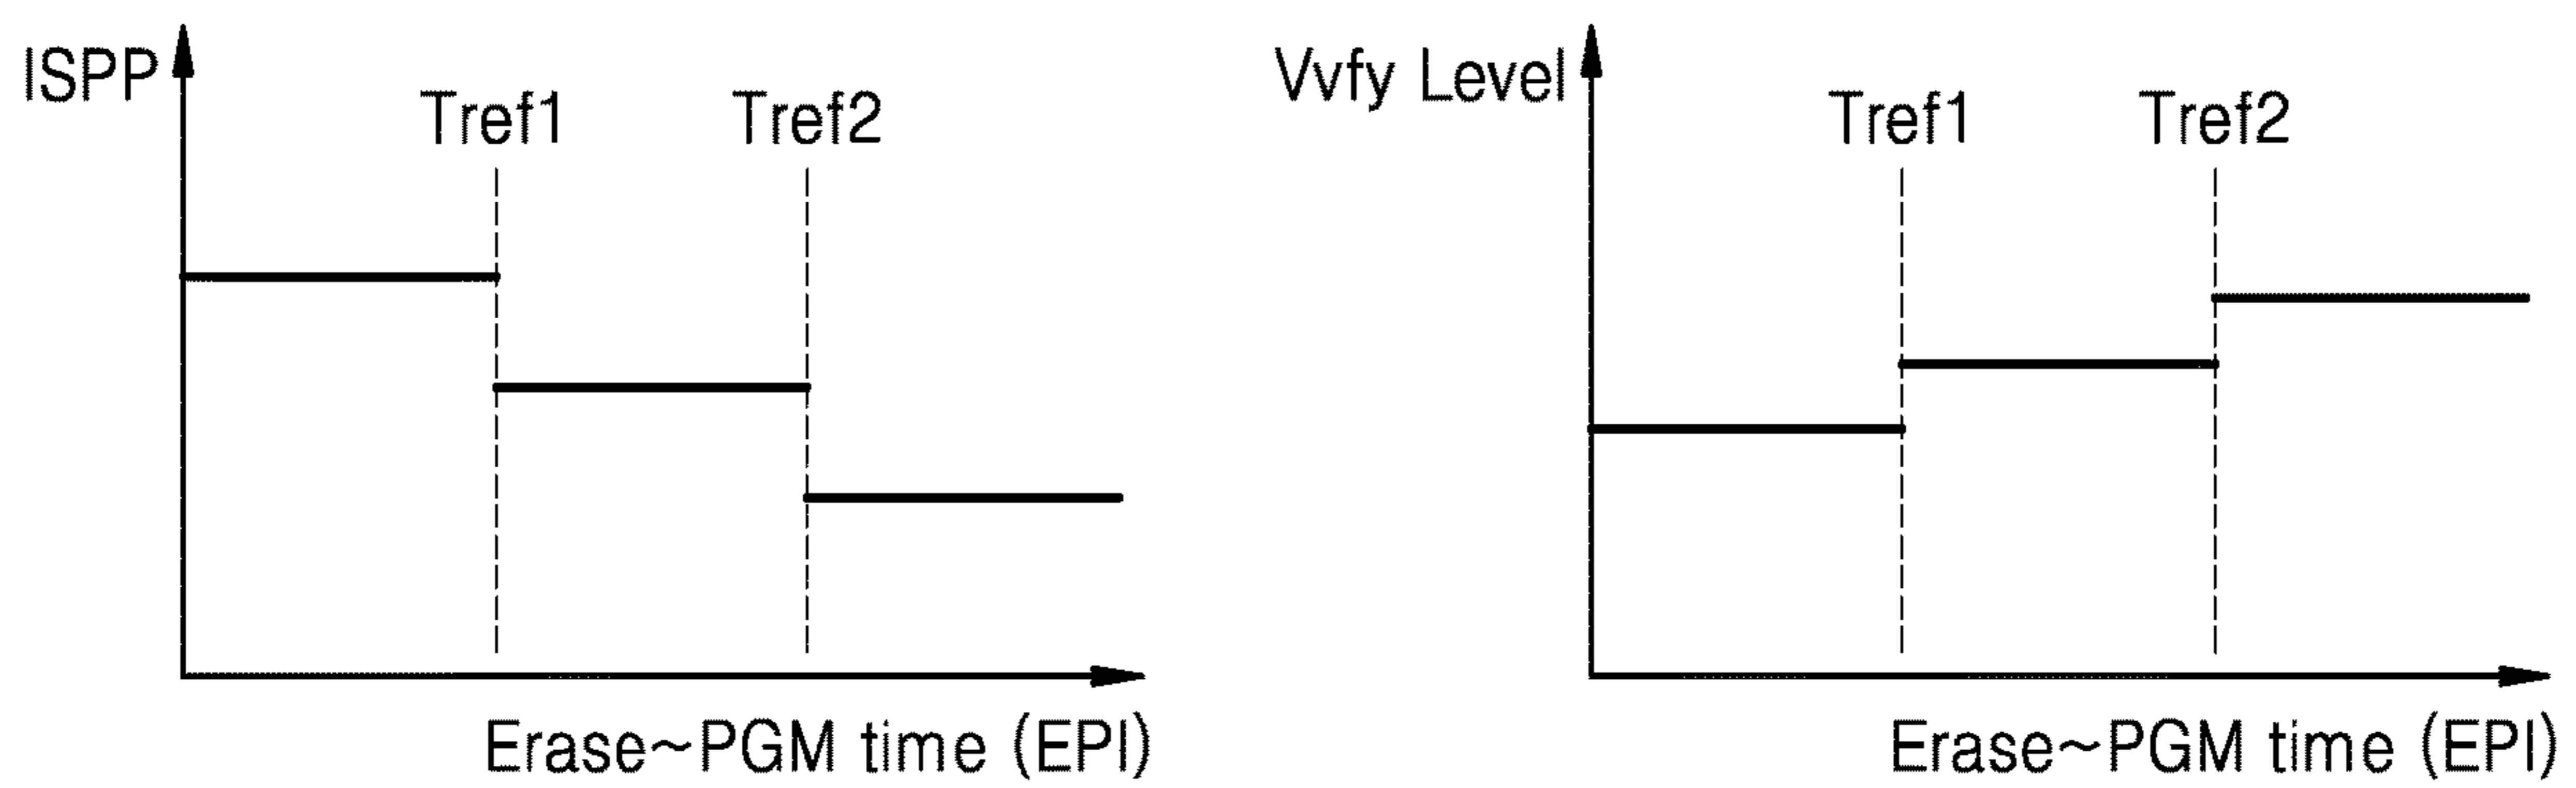 ISPP
Tref1
Tref2
Erase~PGM time (EPI)
Vvfy Level
Tref1
Tref2
Erase~PGM time (EPI)